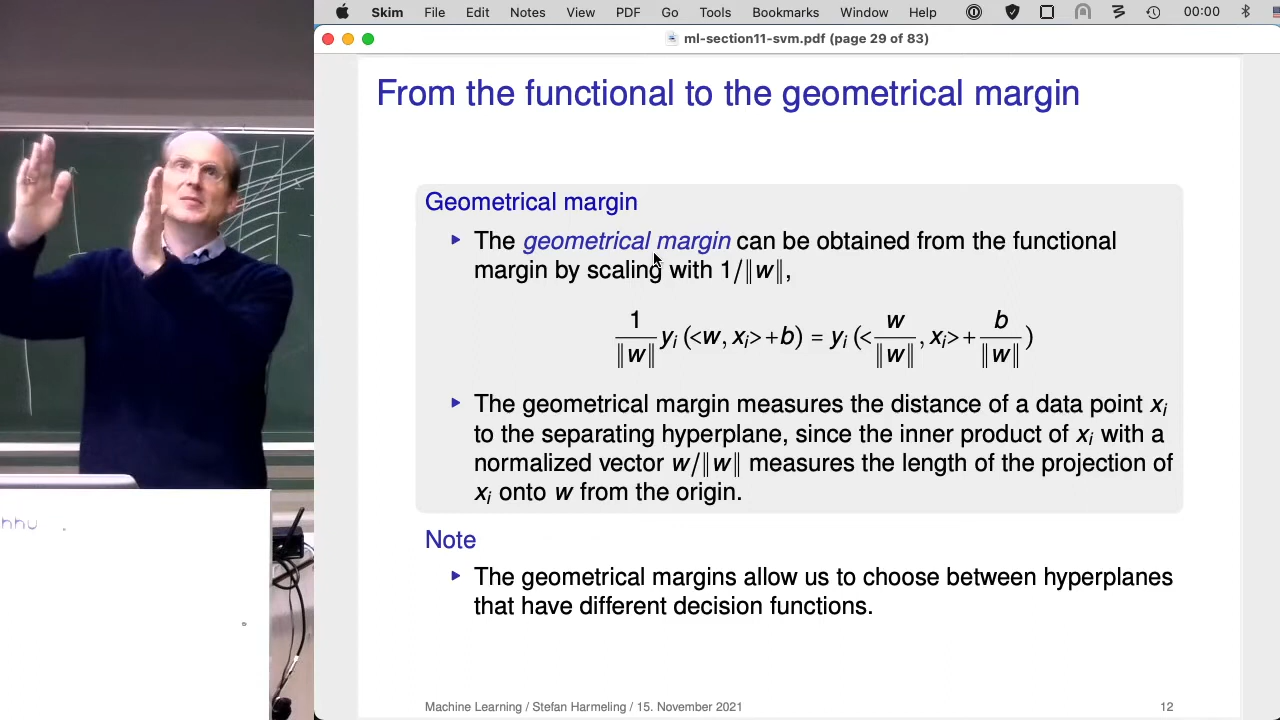 Skim File Edit Notes View PDF Go Tools Bookmarks Window Help 00:00
ml-section11-svm.pdf (page 29 of 83)
From the functional to the geometrical margin
Geometrical margin
▸ The geometrical margin can be obtained from the functional
margin by scaling with 1/‖w‖,
1/‖w‖ yᵢ (<w, xᵢ> + b) = yᵢ (<w/‖w‖, xᵢ> + b/‖w‖)
▸ The geometrical margin measures the distance of a data point xᵢ
to the separating hyperplane, since the inner product of xᵢ with a
normalized vector w/‖w‖ measures the length of the projection of
xᵢ onto w from the origin.
Note
▸ The geometrical margins allow us to choose between hyperplanes
that have different decision functions.
Machine Learning / Stefan Harmeling / 15. November 2021 12
hhu